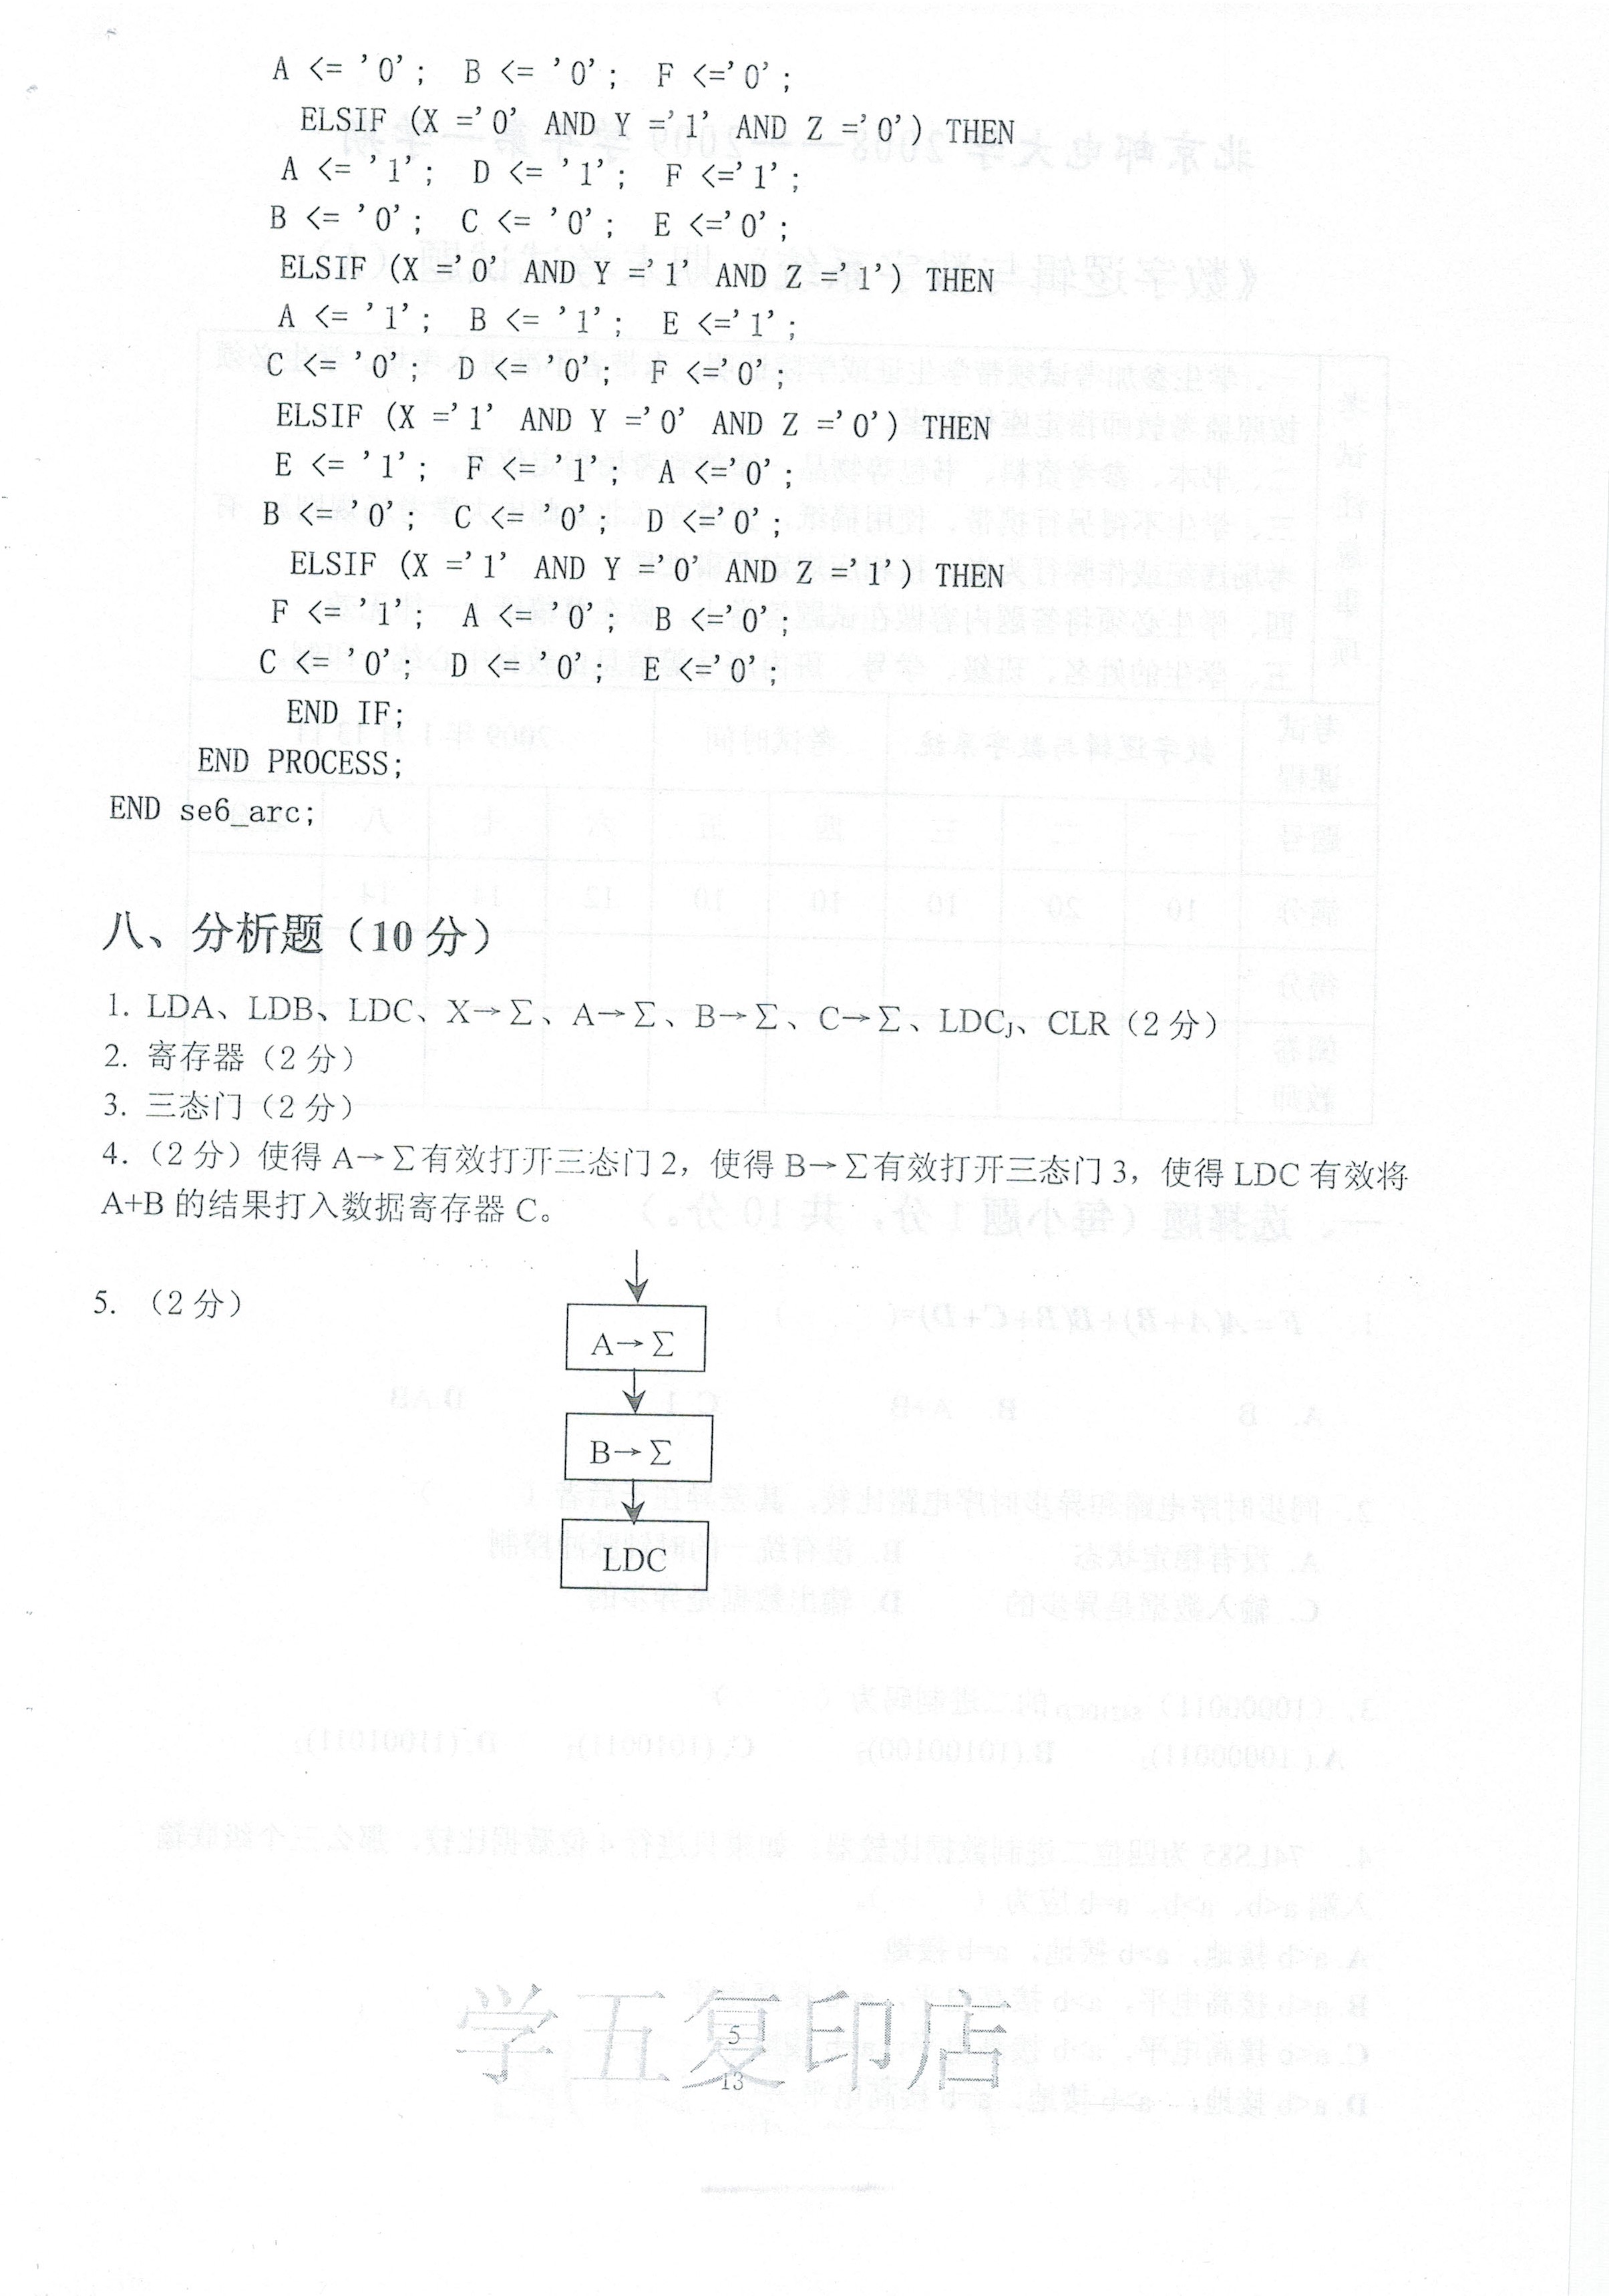 A <= '0'; B <= '0'; F <='0';
ELSIF (X ='0' AND Y ='1' AND Z ='0') THEN
A <= '1'; D <= '1'; F <='1';
B <= '0'; C <= '0'; E <='0';
ELSIF (X ='0' AND Y ='1' AND Z ='1') THEN
A <= '1'; B <= '1'; E <='1';
C <= '0'; D <= '0'; F <='0';
ELSIF (X ='1' AND Y ='0' AND Z ='0') THEN
E <= '1'; F <= '1'; A <='0';
B <= '0'; C <= '0'; D <='0';
ELSIF (X ='1' AND Y ='0' AND Z ='1') THEN
F <= '1'; A <= '0'; B <='0';
C <= '0'; D <= '0'; E <='0';
END IF;
END PROCESS;
END se6_arc;
八、分析题（10 分）
1. LDA、LDB、LDC、X→∑、A→∑、B→∑、C→∑、LDCJ、CLR（2 分）
2. 寄存器（2 分）
3. 三态门（2 分）
4.（2 分）使得 A→∑有效打开三态门 2，使得 B→∑有效打开三态门 3，使得 LDC 有效将
A+B 的结果打入数据寄存器 C。
5. （2 分）
A→∑
B→∑
LDC
学五复印店
5
13